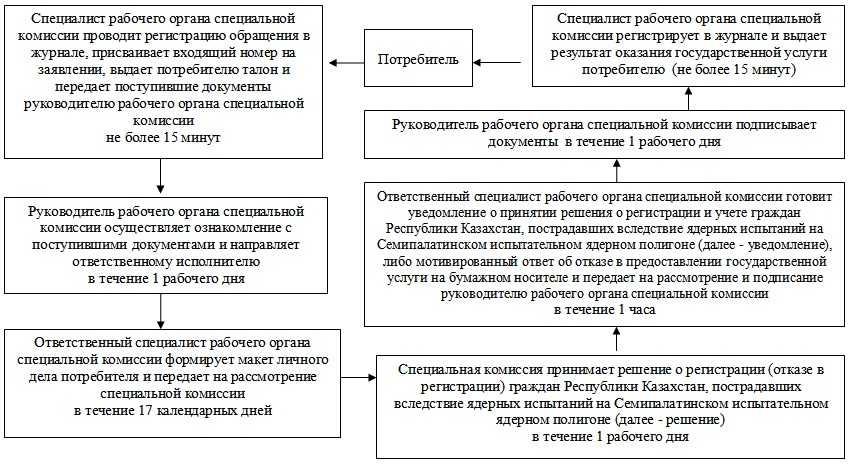 Специалист рабочего органа специальной
комиссии проводит регистрацию обращения в
журнале, присваивает входящий номер на
заявлении, выдает потребителю талон и
передает поступившие документы
руководителю рабочего органа специальной
комиссии
не более 15 минут
Руководитель рабочего органа специальной
комиссии осуществляет ознакомление с
поступившими документами и направляет
ответственному исполнителю
в течение 1 рабочего дня
Ответственный специалист рабочего органа
специальной комиссии формирует макет личного
дела потребителя и передает на рассмотрение
специальной комиссии
в течение 17 календарных дней
Специальная комиссия принимает решение о регистрации (отказе в
регистрации) граждан Республики Казахстан, пострадавших
вследствие ядерных испытаний на Семипалатинском испытательном
ядерном полигоне (далее - решение)
в течение 1 рабочего дня
Ответственный специалист рабочего органа специальной комиссии готовит
уведомление о принятии решения о регистрации и учете граждан
Республики Казахстан, пострадавших вследствие ядерных испытаний на
Семипалатинском испытательном ядерном полигоне (далее - уведомление),
либо мотивированный ответ об отказе в предоставлении государственной
услуги на бумажном носителе и передает на рассмотрение и подписание
руководителю рабочего органа специальной комиссии
в течение 1 часа
Руководитель рабочего органа специальной комиссии подписывает
документы в течение 1 рабочего дня
Специалист рабочего органа специальной
комиссии регистрирует в журнале и выдает
результат оказания государственной услуги
потребителю (не более 15 минут)
Потребитель